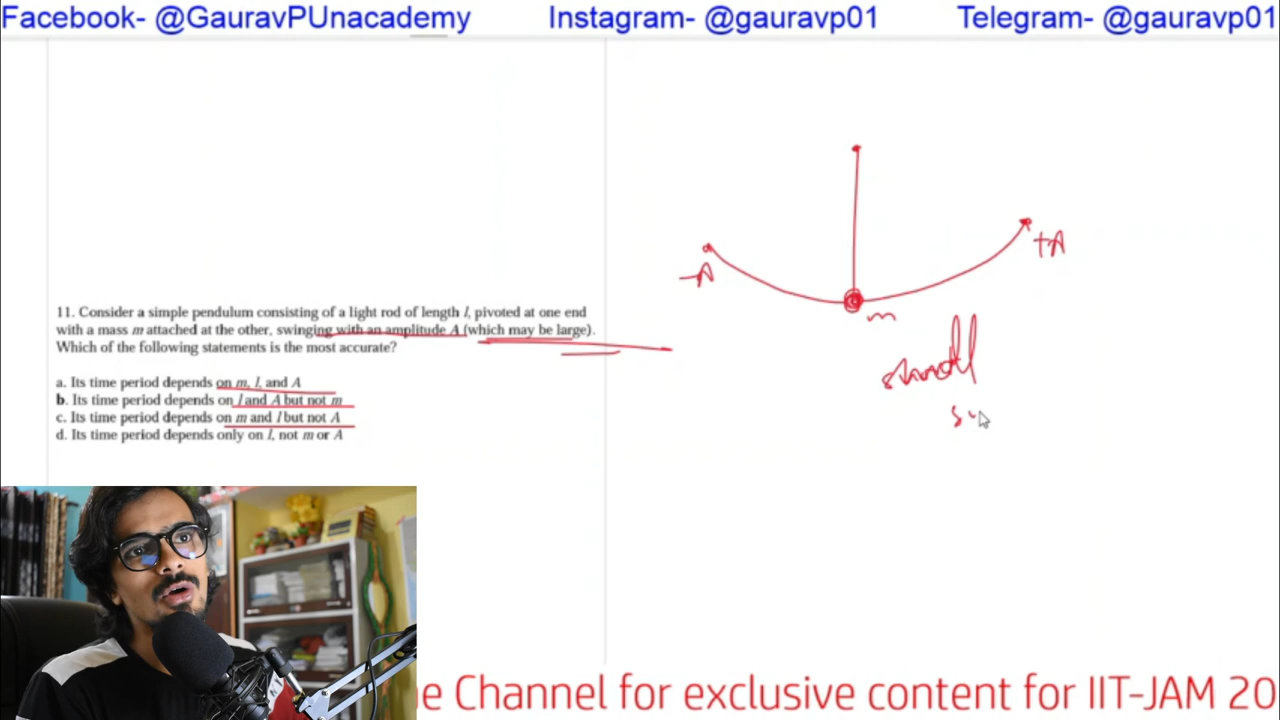 Facebook- @GauravPUnacademy Instagram- @gauravp01 Telegram- @gauravp01
11. Consider a simple pendulum consisting of a light rod of length l, pivoted at one end
with a mass m attached at the other, swinging with an amplitude A (which may be large).
Which of the following statements is the most accurate?
a. Its time period depends on m, l, and A
b. Its time period depends on l and A but not m
c. Its time period depends on m and l but not A
d. Its time period depends only on l, not m or A
-A
+A
m
small
e Channel for exclusive content for IIT-JAM 20